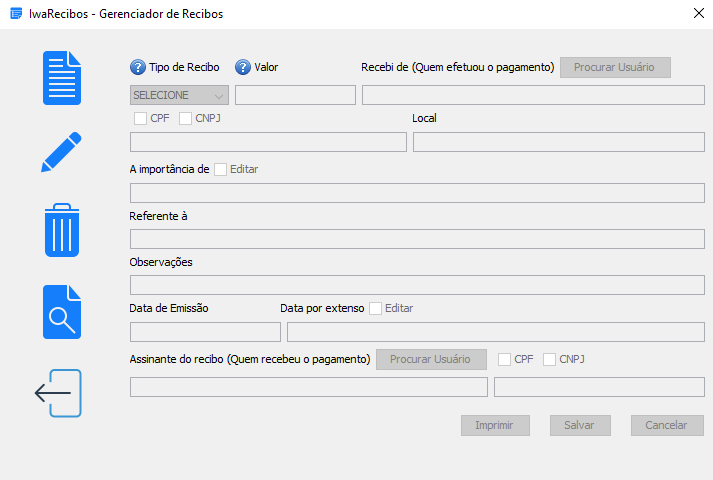 IwaRecibos - Gerenciador de Recibos
Tipo de Recibo Valor Recebi de (Quem efetuou o pagamento) Procurar Usuário
SELECIONE
CPF CNPJ Local
A importância de Editar
Referente à
Observações
Data de Emissão Data por extenso Editar
Assinante do recibo (Quem recebeu o pagamento) Procurar Usuário CPF CNPJ
Imprimir Salvar Cancelar